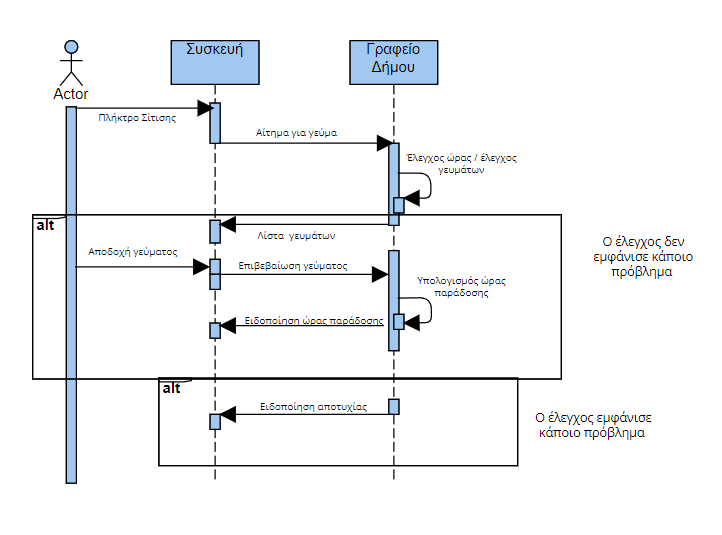 Συσκευή
Γραφείο
Δήμου
Actor
Πλήκτρο Σίτισης
Αίτημα για γεύμα
Έλεγχος ώρας / έλεγχος
γευμάτων
alt
Λίστα γευμάτων
Ο έλεγχος δεν
εμφάνισε κάποιο
πρόβλημα
Αποδοχή γεύματος
Επιβεβαίωση γεύματος
Υπολογισμός ώρας
παράδοσης
Ειδοποίηση ώρας παράδοσης
alt
Ειδοποίηση αποτυχίας
Ο έλεγχος εμφάνισε
κάποιο πρόβλημα